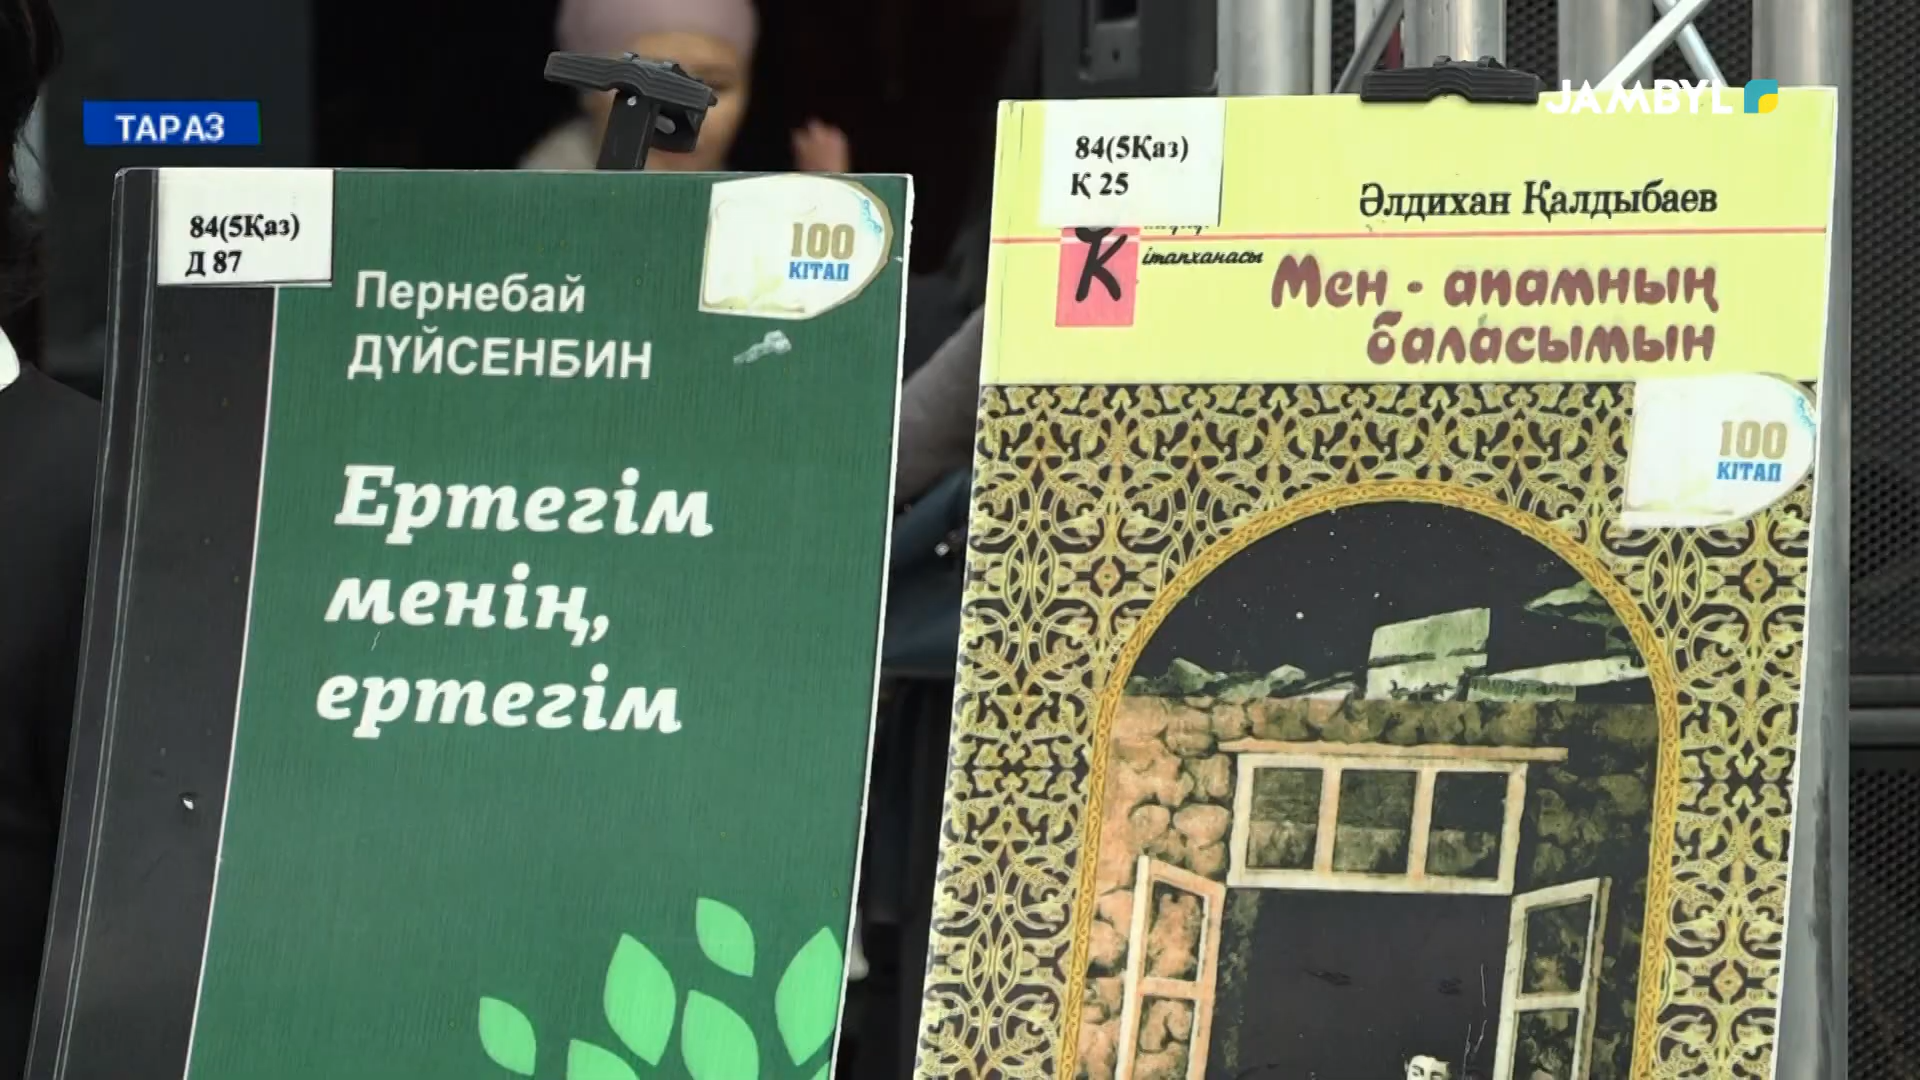 ТАРАЗ
JAMBYL
84(5Қаз)
Д 87
100
КІТАП
Пернебай
ДҮЙСЕНБИН
Ертегім
менің,
ертегім
84(5Қаз)
Қ 25
Әлдихан Қалдыбаев
К
ітапханасы
Мен - апамның
баласымын
100
КІТАП